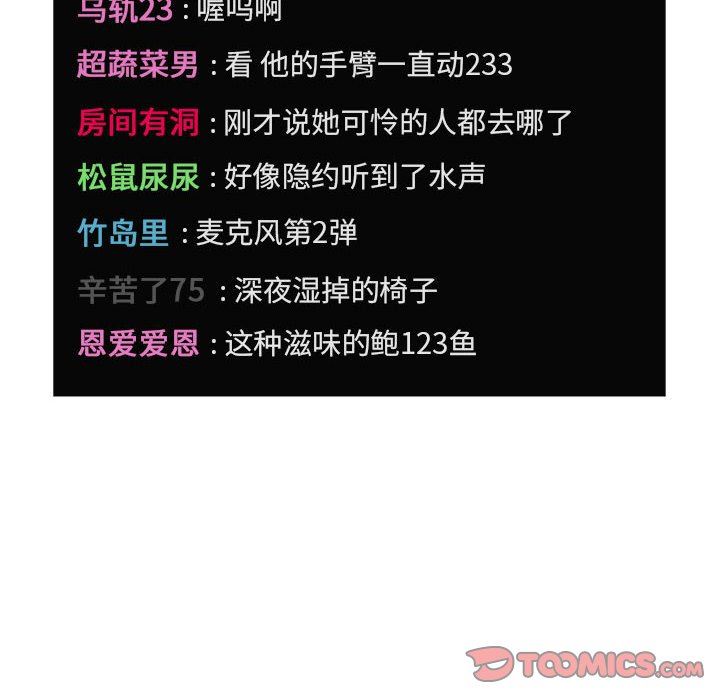 乌轨23 : 喔呜啊
超蔬菜男 : 看 他的手臂一直动233
房间有洞 : 刚才说她可怜的人都去哪了
松鼠尿尿 : 好像隐约听到了水声
竹岛里 : 麦克风第2弹
辛苦了75 : 深夜湿掉的椅子
恩爱爱恩 : 这种滋味的鲍123鱼
TOOMICS.com